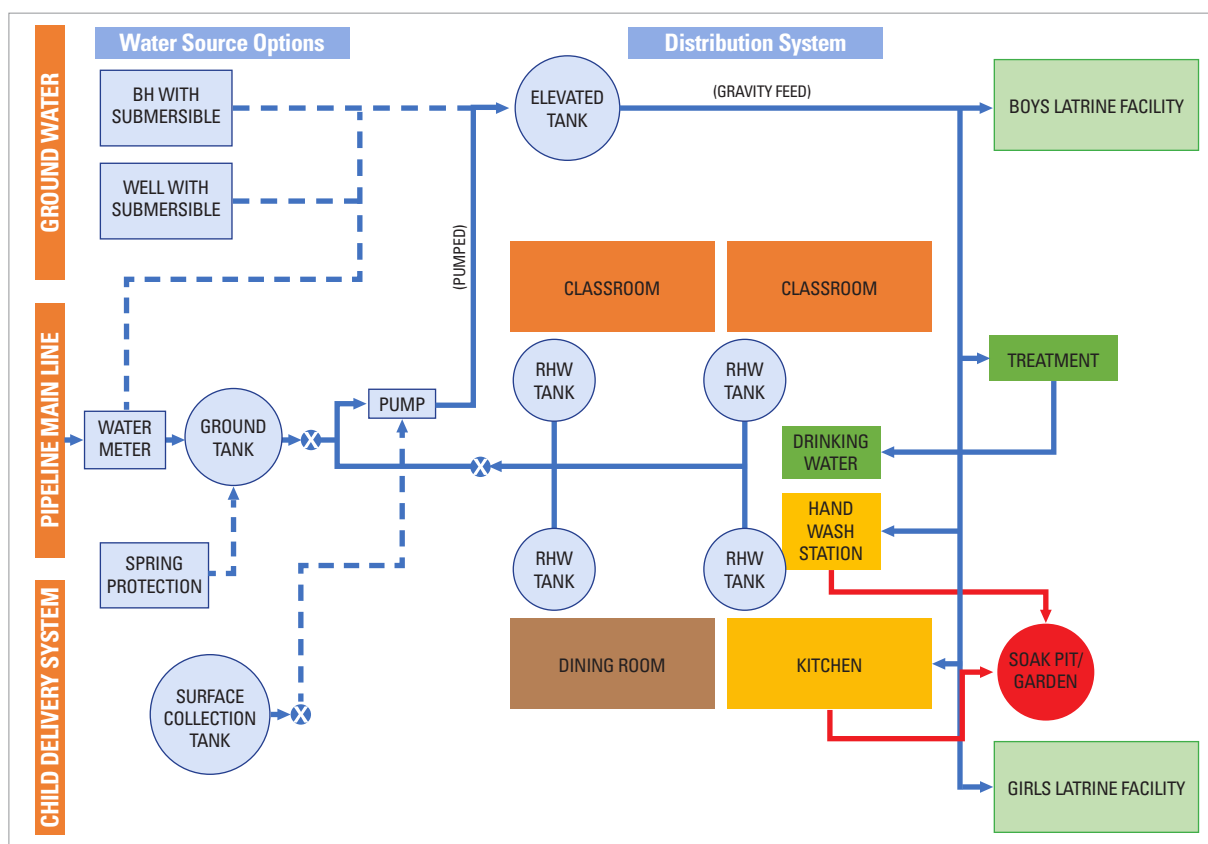 Water Source Options
Distribution System
GROUND WATER
PIPELINE MAIN LINE
CHILD DELIVERY SYSTEM
BH WITH
SUBMERSIBLE
WELL WITH
SUBMERSIBLE
ELEVATED
TANK
(GRAVITY FEED)
BOYS LATRINE FACILITY
(PUMPED)
CLASSROOM
CLASSROOM
RHW
TANK
RHW
TANK
TREATMENT
PUMP
WATER
METER
GROUND
TANK
X
X
DRINKING
WATER
HAND
WASH
STATION
SPRING
PROTECTION
RHW
TANK
RHW
TANK
DINING ROOM
KITCHEN
SOAK PIT/
GARDEN
SURFACE
COLLECTION
TANK
X
GIRLS LATRINE FACILITY